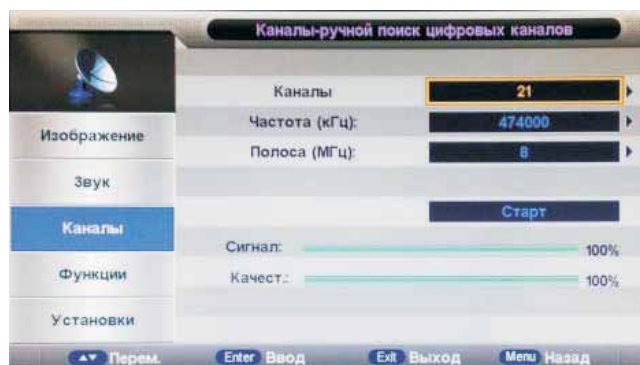 Каналы-ручной поиск цифровых каналов
Каналы 21
Частота (кГц): 474000
Полоса (МГц): 8
Старт
Сигнал: 100%
Качест.: 100%
Изображение
Звук
Каналы
Функции
Установки
Перем. Enter Ввод Exit Выход Menu Назад